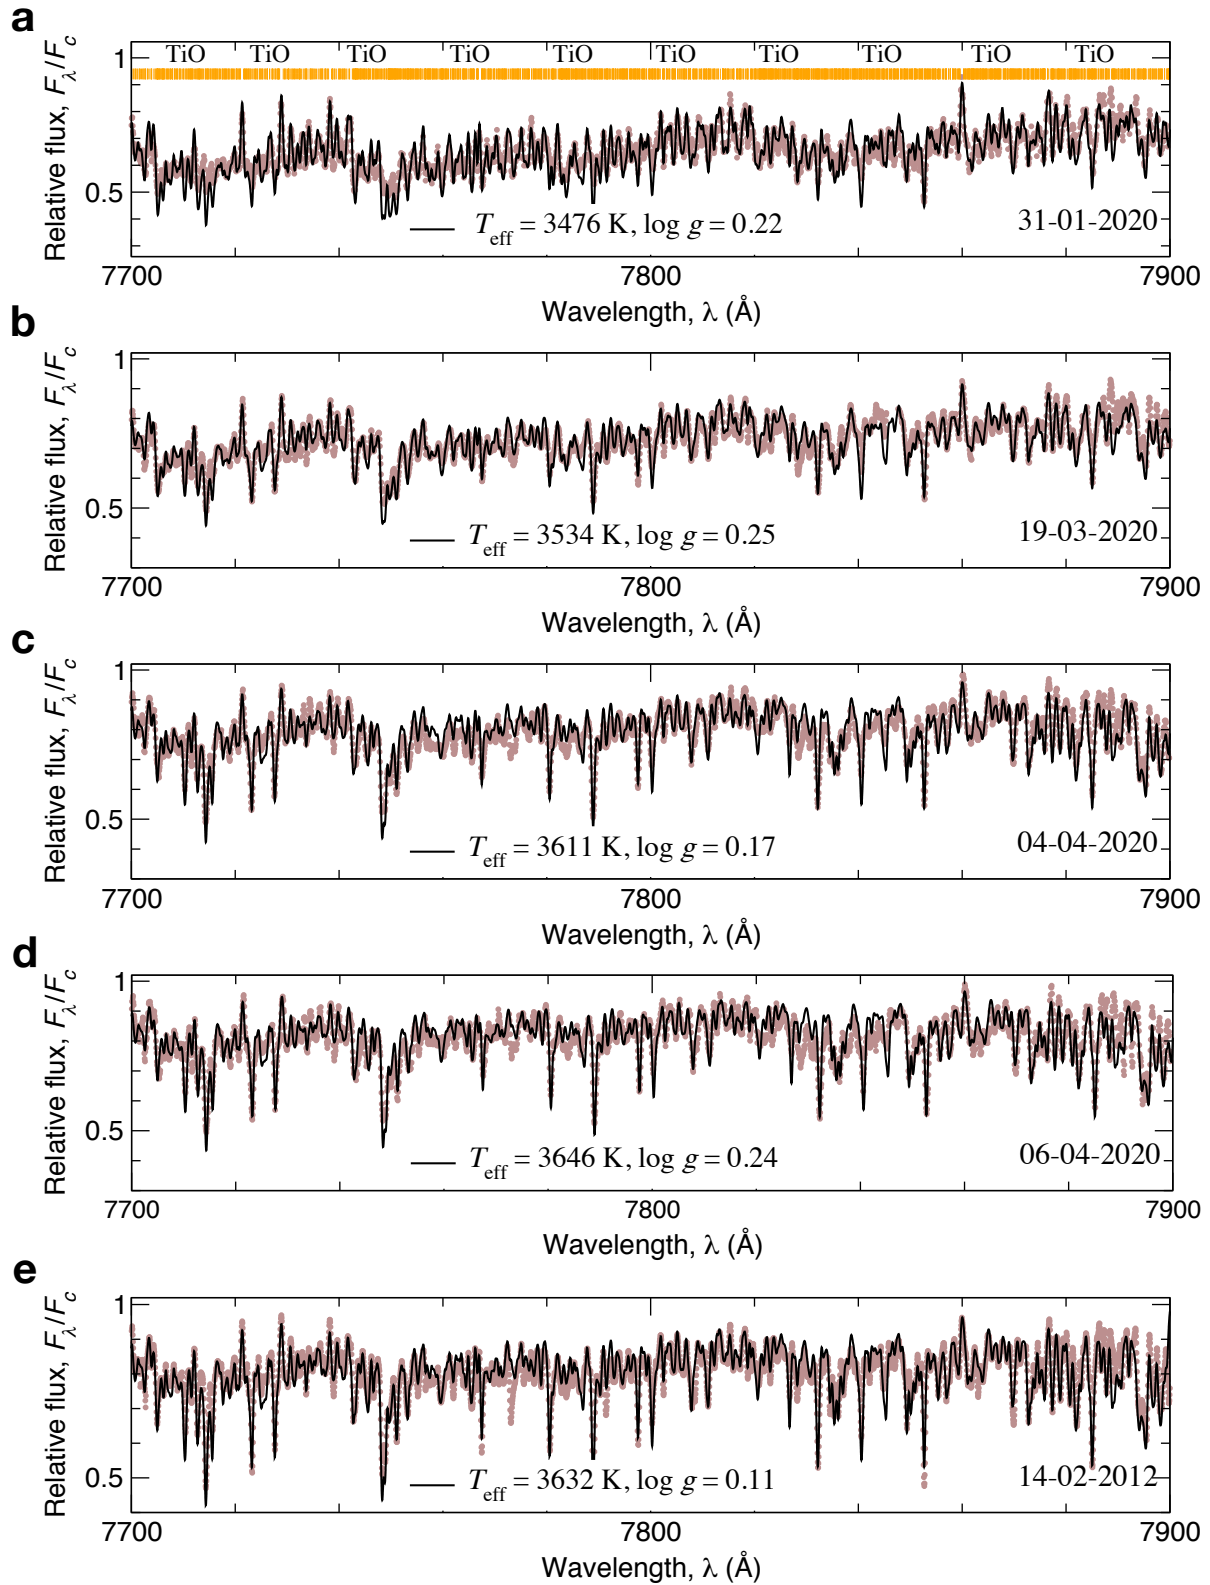 a
TiO TiO TiO TiO TiO TiO TiO TiO TiO TiO
1
0.5
Relative flux, Fλ/Fc
Teff = 3476 K, log g = 0.22
31-01-2020
7700 7800 7900
Wavelength, λ (Å)
b
1
0.5
Relative flux, Fλ/Fc
Teff = 3534 K, log g = 0.25
19-03-2020
7700 7800 7900
Wavelength, λ (Å)
c
1
0.5
Relative flux, Fλ/Fc
Teff = 3611 K, log g = 0.17
04-04-2020
7700 7800 7900
Wavelength, λ (Å)
d
1
0.5
Relative flux, Fλ/Fc
Teff = 3646 K, log g = 0.24
06-04-2020
7700 7800 7900
Wavelength, λ (Å)
e
1
0.5
Relative flux, Fλ/Fc
Teff = 3632 K, log g = 0.11
14-02-2012
7700 7800 7900
Wavelength, λ (Å)